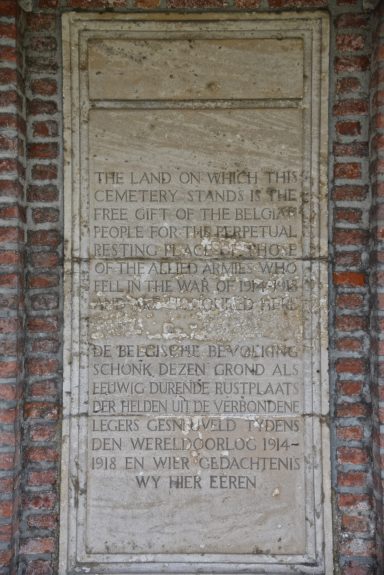 THE LAND ON WHICH THIS
CEMETERY STANDS IS THE
FREE GIFT OF THE BELGIAN
PEOPLE FOR THE PERPETUAL
RESTING PLACE OF THOSE
OF THE ALLIED ARMIES WHO
FELL IN THE WAR OF 1914-1918
AND ARE HONOURED HERE
DE BELGISCHE BEVOLKING
SCHONK DEZEN GROND ALS
EEUWIG DURENDE RUSTPLAATS
DER HELDEN UIT DE VERBONDENE
LEGERS GESNEUVELD TYDENS
DEN WERELDOORLOG 1914-
1918 EN WIER GEDACHTENIS
WY HIER EEREN